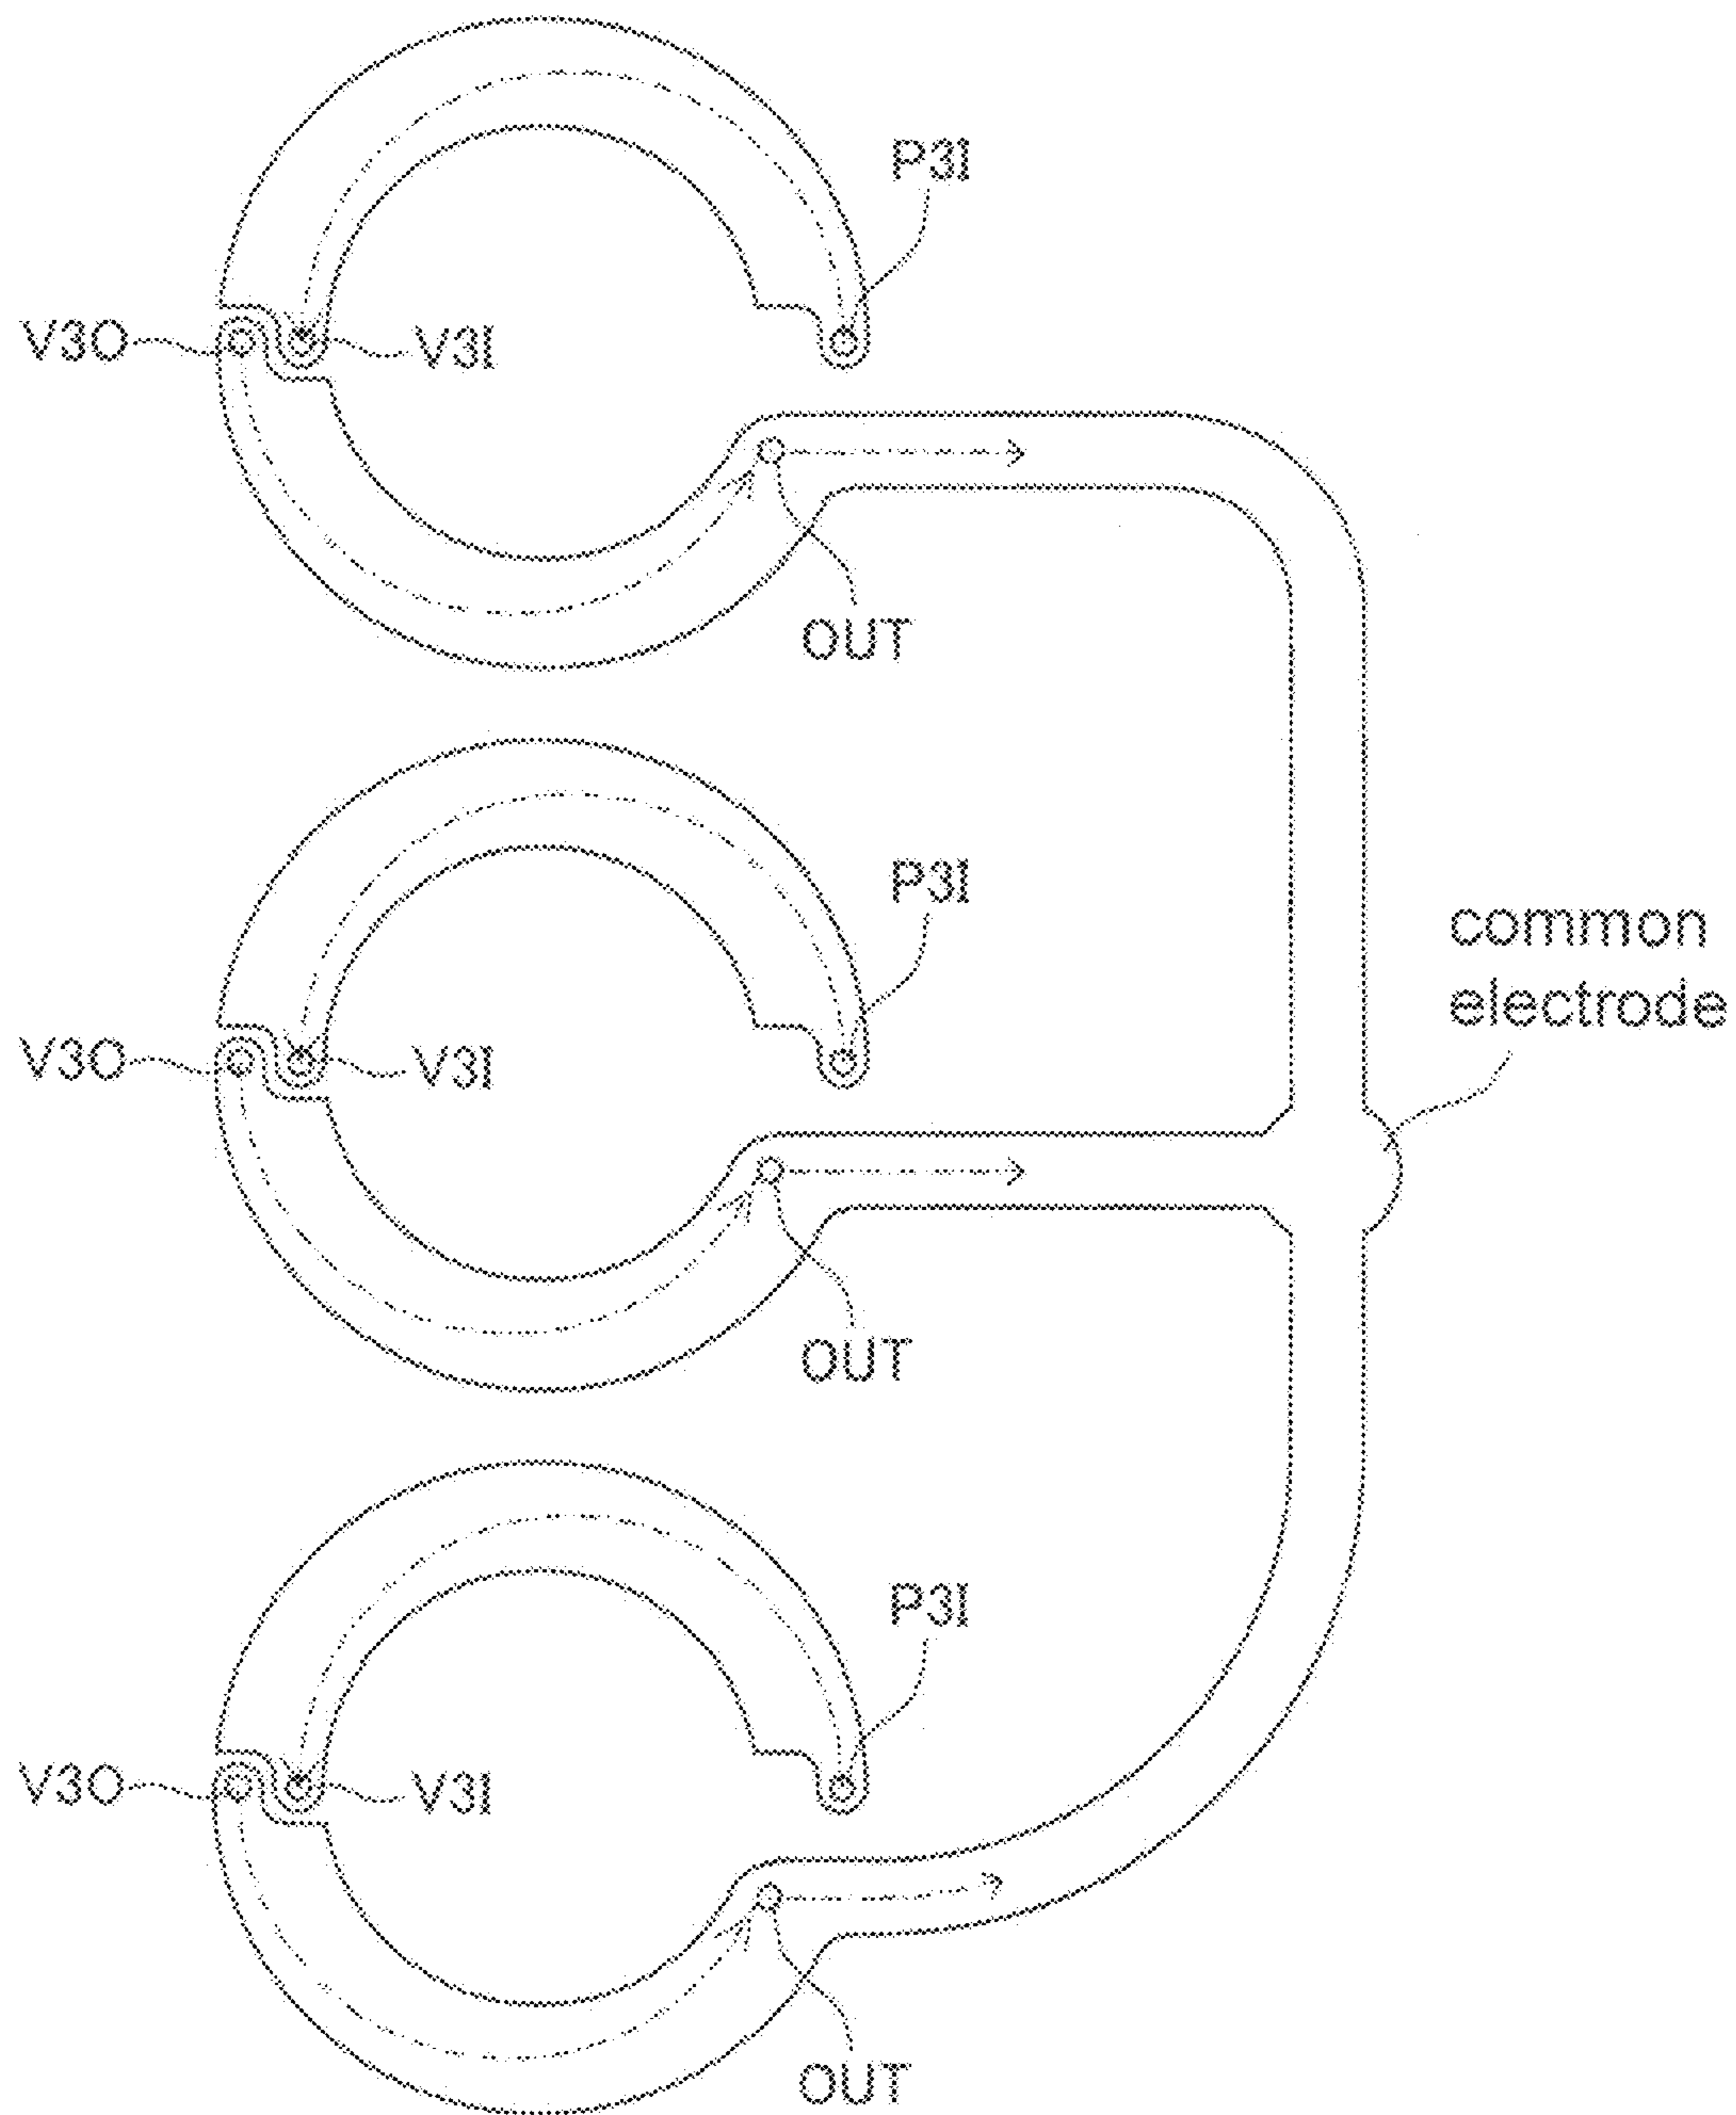 P3I
V3O
V3I
OUT
P3I
common
electrode
V3O
V3I
OUT
P3I
V3O
V3I
OUT